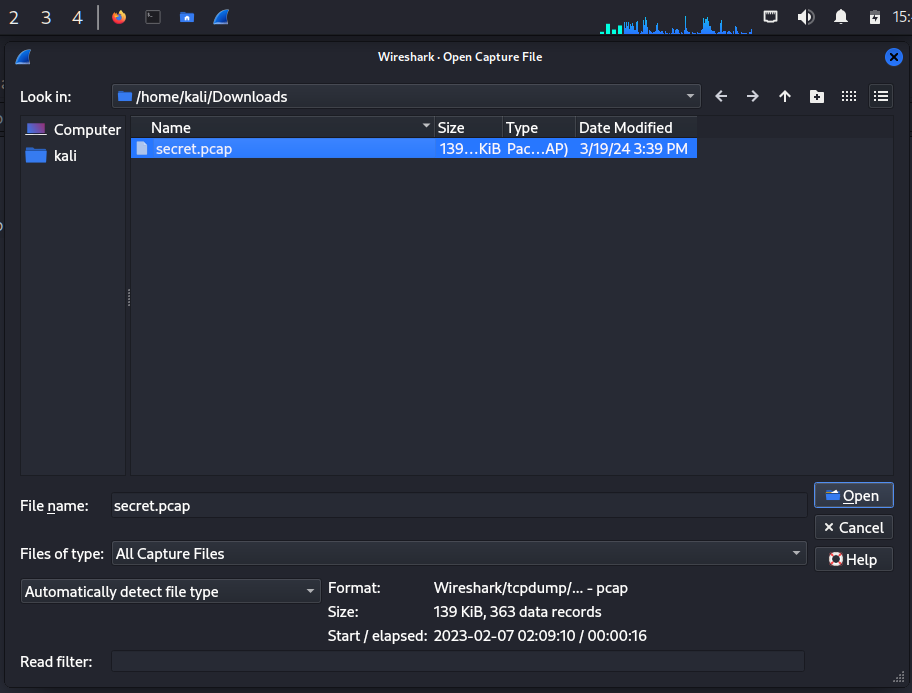 2 3 4 15:
Wireshark · Open Capture File
Look in: /home/kali/Downloads
Computer
kali
Name Size Type Date Modified
secret.pcap 139...KiB Pac...AP) 3/19/24 3:39 PM
File name: secret.pcap
Open
Cancel
Files of type: All Capture Files
Help
Automatically detect file type
Format: Wireshark/tcpdump/... - pcap
Size: 139 KiB, 363 data records
Start / elapsed: 2023-02-07 02:09:10 / 00:00:16
Read filter: